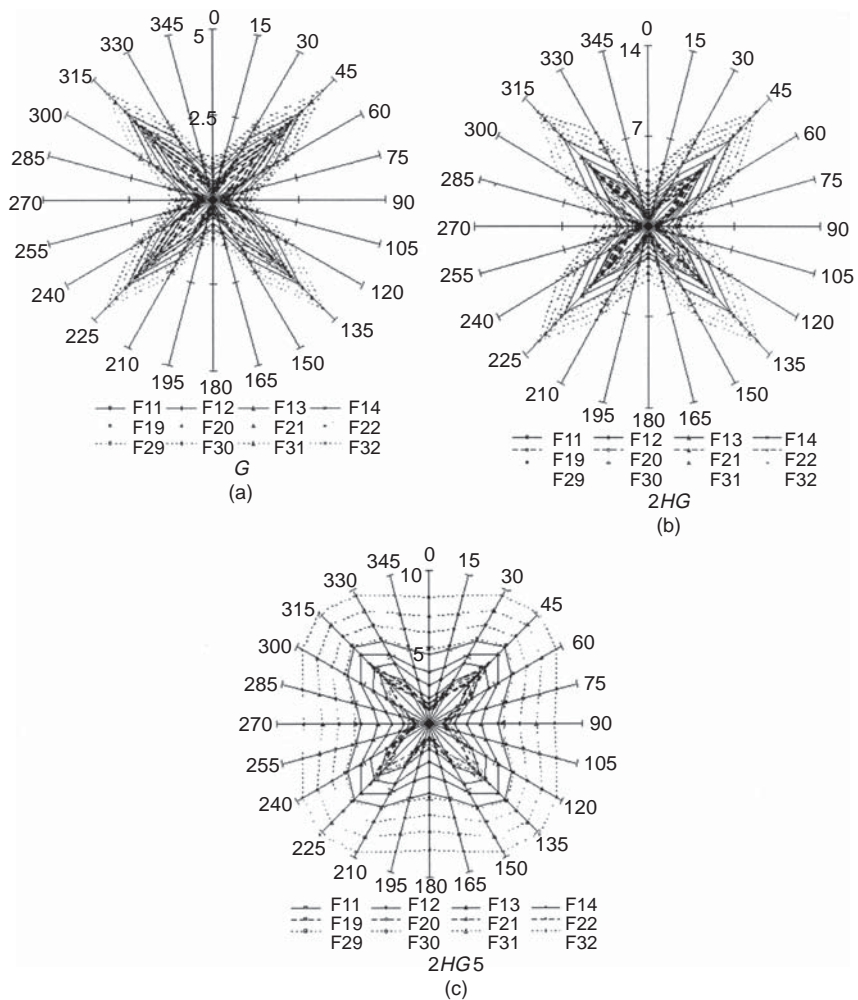 0
345 15
5
330 30
315 45
2.5
300 60
285 75
270 90
255 105
240 120
225 135
210 150
195 165
180
F11 F12 F13 F14
F19 F20 F21 F22
F29 F30 F31 F32
G
(a)
0
345 14 15
330 30
315 45
7
300 60
285 75
270 90
255 105
240 120
225 135
210 150
195 165
180
F11 F12 F13 F14
F19 F20 F21 F22
F29 F30 F31 F32
2HG
(b)
0
345 15
330 10 30
315 45
300 5 60
285 75
270 90
255 105
240 120
225 135
210 150
195 180 165
F11 F12 F13 F14
F19 F20 F21 F22
F29 F30 F31 F32
2HG5
(c)